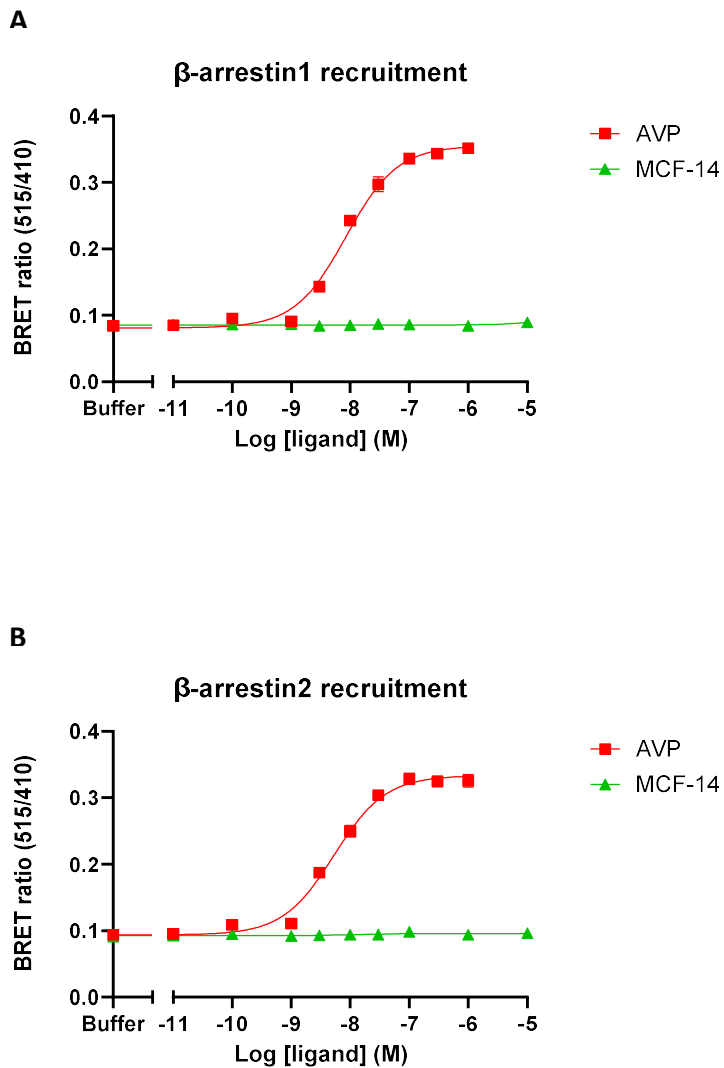 A
β-arrestin1 recruitment
BRET ratio (515/410)
0.4
0.3
0.2
0.1
0.0
Buffer -11 -10 -9 -8 -7 -6 -5
Log [ligand] (M)
AVP
MCF-14
B
β-arrestin2 recruitment
BRET ratio (515/410)
0.4
0.3
0.2
0.1
0.0
Buffer -11 -10 -9 -8 -7 -6 -5
Log [ligand] (M)
AVP
MCF-14